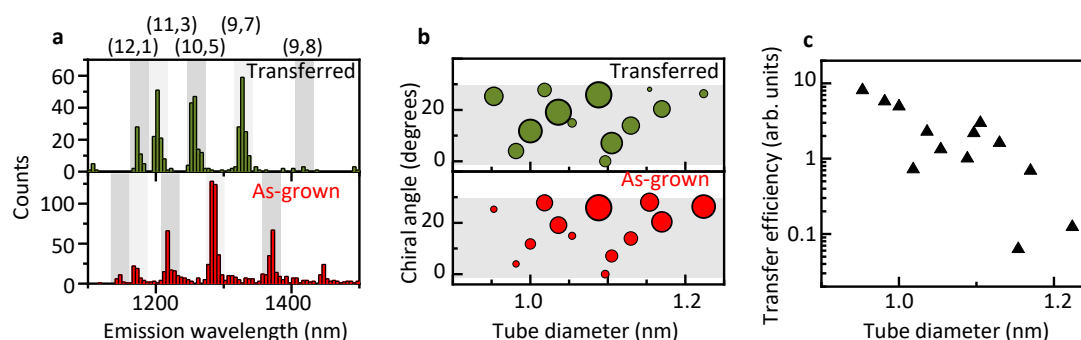 a
(12,1)
(11,3)
(10,5)
(9,7)
(9,8)
Transferred
60
40
20
0
As-grown
100
50
0
Counts
1200
1400
Emission wavelength (nm)
b
Transferred
20
0
As-grown
20
0
Chiral angle (degrees)
1.0
1.1
1.2
Tube diameter (nm)
c
10
1
0.1
Transfer efficiency (arb. units)
1.0
1.2
Tube diameter (nm)